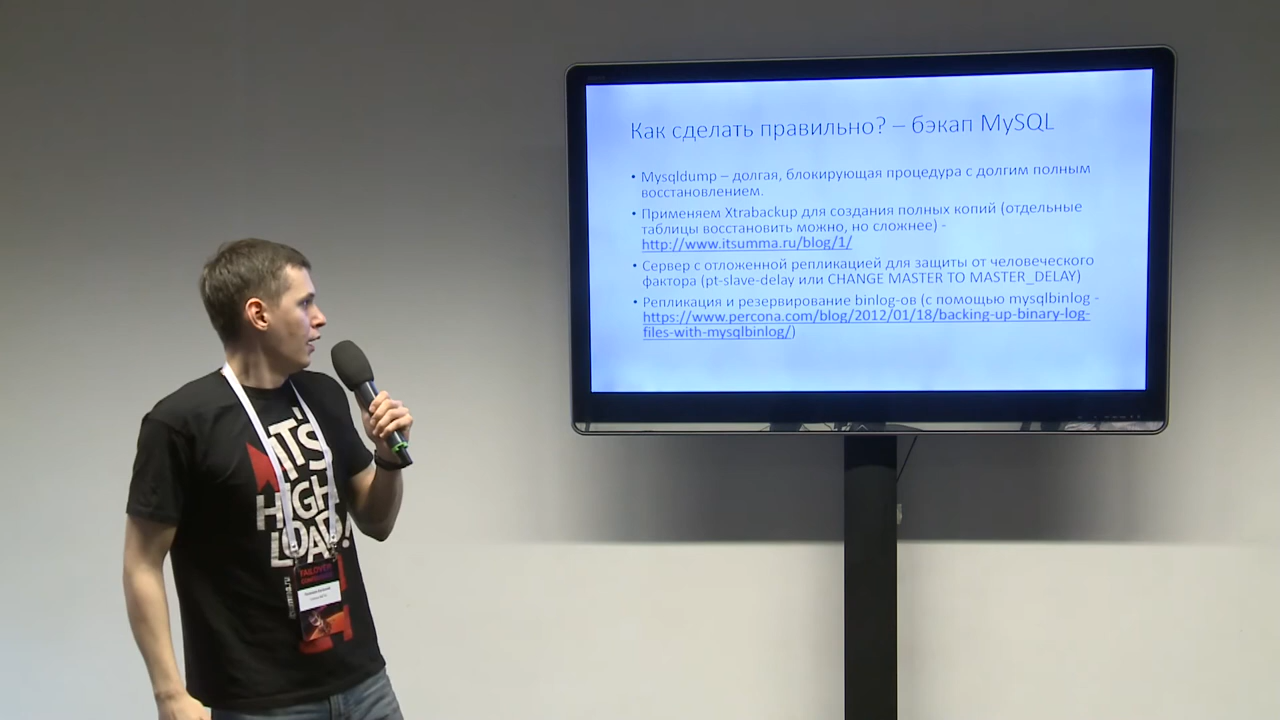 Как сделать правильно? – бэкап MySQL
• Mysqldump – долгая, блокирующая процедура с долгим полным
восстановлением.
• Применяем Xtrabackup для создания полных копий (отдельные
таблицы восстановить можно, но сложнее) -
http://www.itsumma.ru/blog/1/
• Сервер с отложенной репликацией для защиты от человеческого
фактора (pt-slave-delay или CHANGE MASTER TO MASTER_DELAY)
• Репликация и резервирование binlog-ов (с помощью mysqlbinlog -
https://www.percona.com/blog/2012/01/18/backing-up-binary-log-
files-with-mysqlbinlog/)
IT'S
HIGH
LOAD!